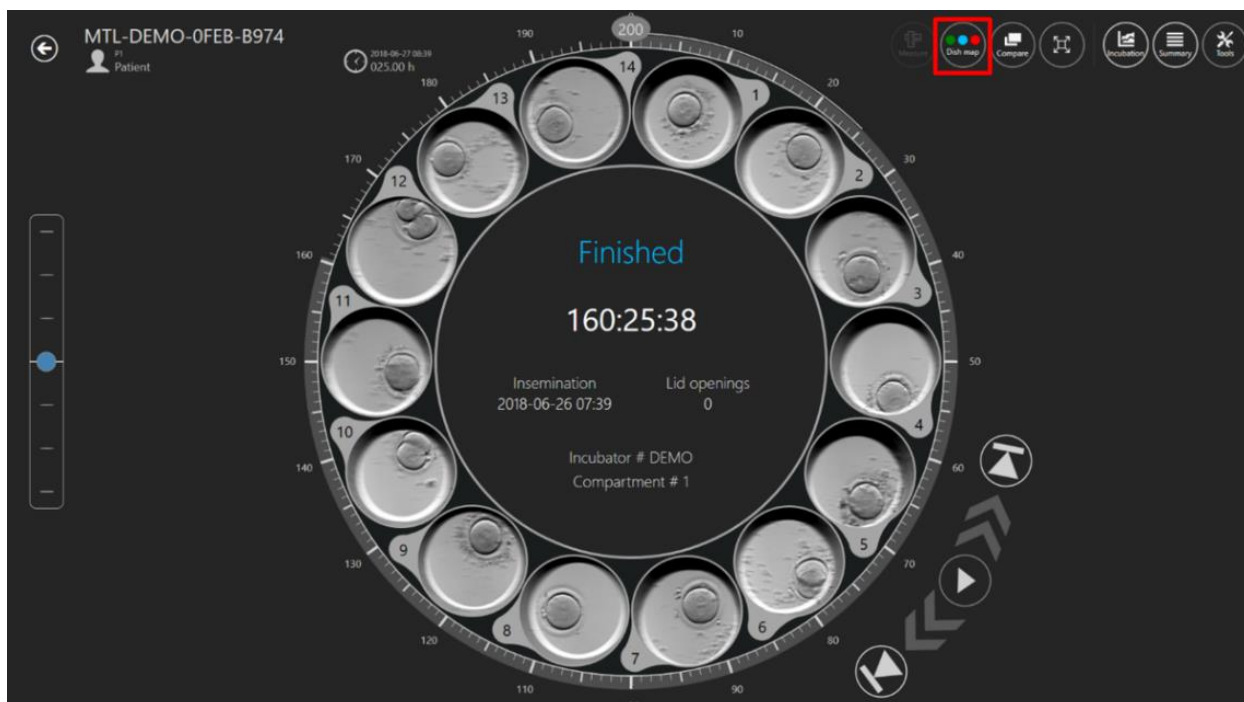 MTL-DEMO-0FEB-B974
P1
Patient
2018-06-27 08:39
025.00 h
Measure
Dish map
Compare
Incubation
Summary
Tools
200
10
20
30
40
50
60
70
80
90
100
110
120
130
140
150
160
170
180
190
1
2
3
4
5
6
7
8
9
10
11
12
13
14
Finished
160:25:38
Insemination
2018-06-26 07:39
Lid openings
0
Incubator # DEMO
Compartment # 1